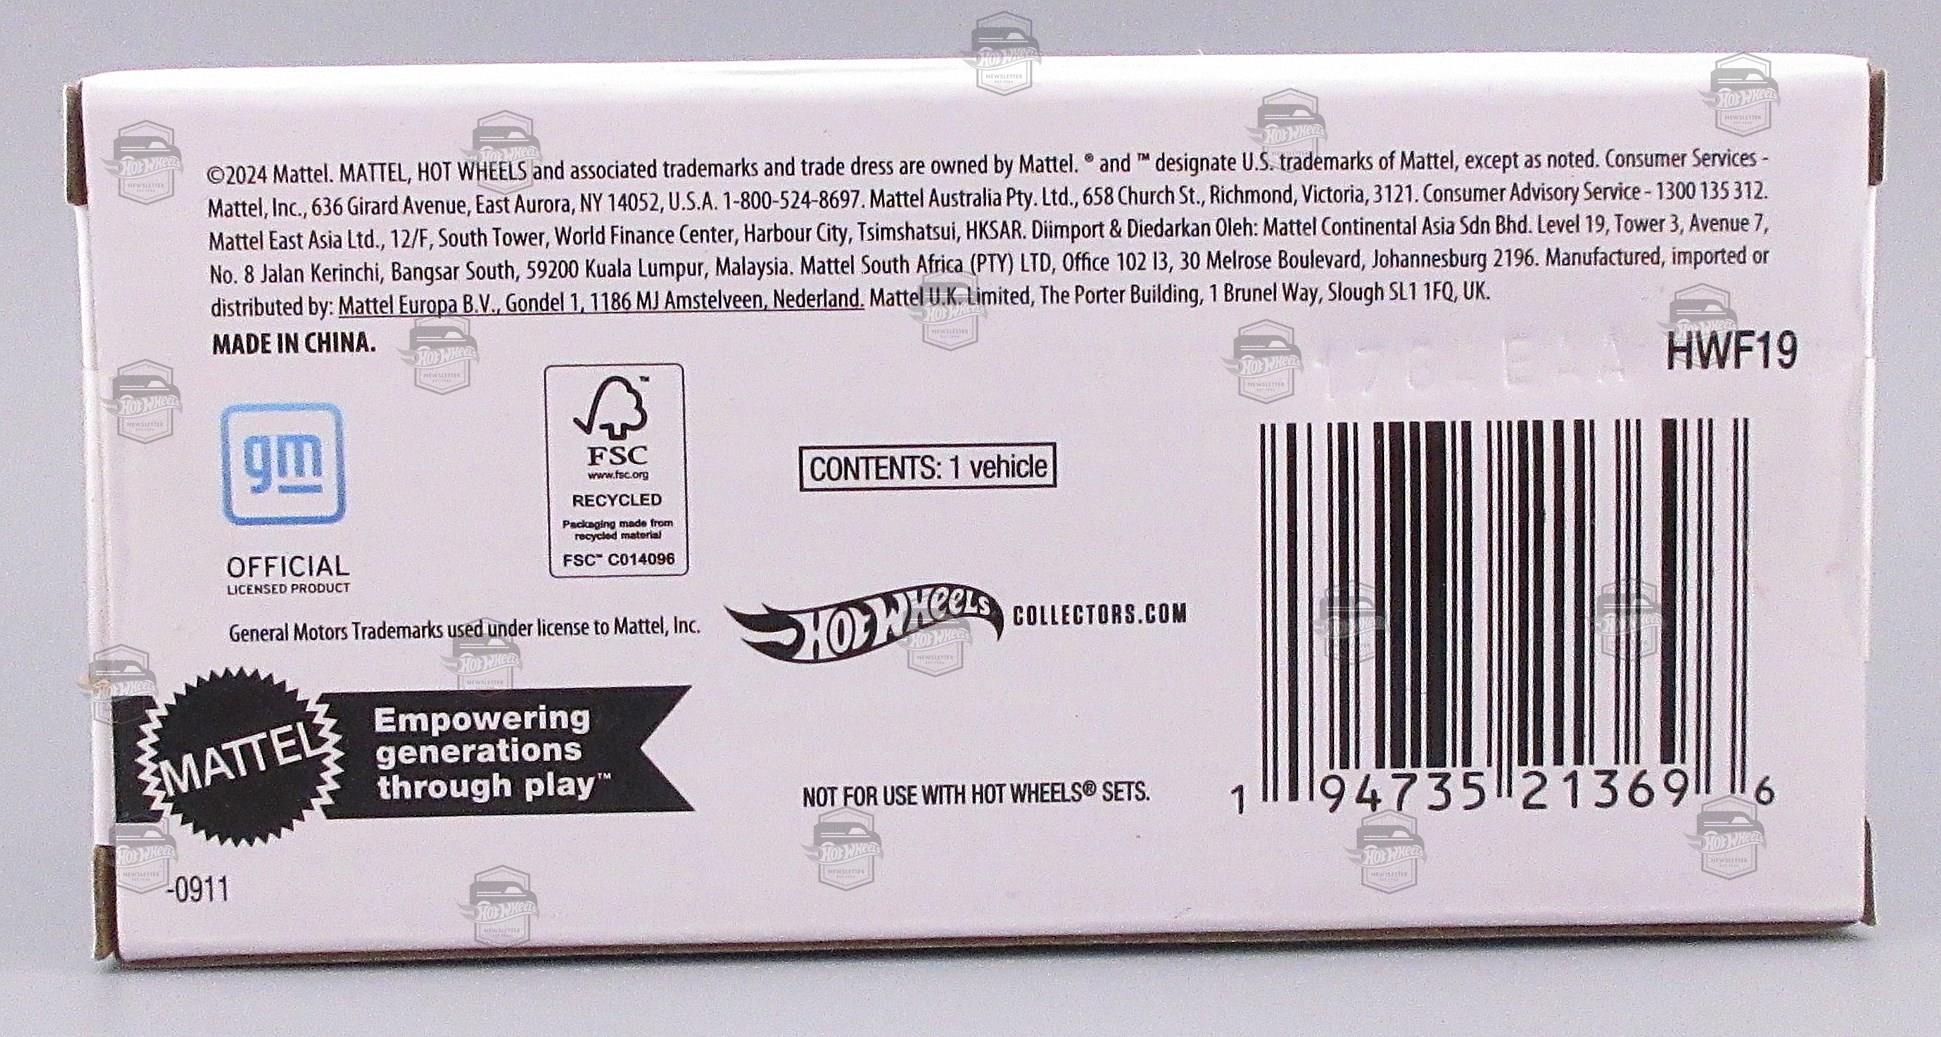 ©2024 Mattel. MATTEL, HOT WHEELS and associated trademarks and trade dress are owned by Mattel. ® and ™ designate U.S. trademarks of Mattel, except as noted. Consumer Services -
Mattel, Inc., 636 Girard Avenue, East Aurora, NY 14052, U.S.A. 1-800-524-8697. Mattel Australia Pty. Ltd., 658 Church St., Richmond, Victoria, 3121. Consumer Advisory Service - 1300 135 312.
Mattel East Asia Ltd., 12/F, South Tower, World Finance Center, Harbour City, Tsimshatsui, HKSAR. Diimport & Diedarkan Oleh: Mattel Continental Asia Sdn Bhd. Level 19, Tower 3, Avenue 7,
No. 8 Jalan Kerinchi, Bangsar South, 59200 Kuala Lumpur, Malaysia. Mattel South Africa (PTY) LTD, Office 102 I3, 30 Melrose Boulevard, Johannesburg 2196. Manufactured, imported or
distributed by: Mattel Europa B.V., Gondel 1, 1186 MJ Amstelveen, Nederland. Mattel U.K. Limited, The Porter Building, 1 Brunel Way, Slough SL1 1FQ, UK.
MADE IN CHINA.
HWF19
gm
OFFICIAL
LICENSED PRODUCT
FSC
www.fsc.org
RECYCLED
Packaging made from
recycled material
FSC™ C014096
CONTENTS: 1 vehicle
General Motors Trademarks used under license to Mattel, Inc.
HOT WHEELS COLLECTORS.COM
MATTEL
Empowering
generations
through play™
NOT FOR USE WITH HOT WHEELS® SETS.
1 94735 21369 6
-0911
HOT WHEELS
NEWSLETTER